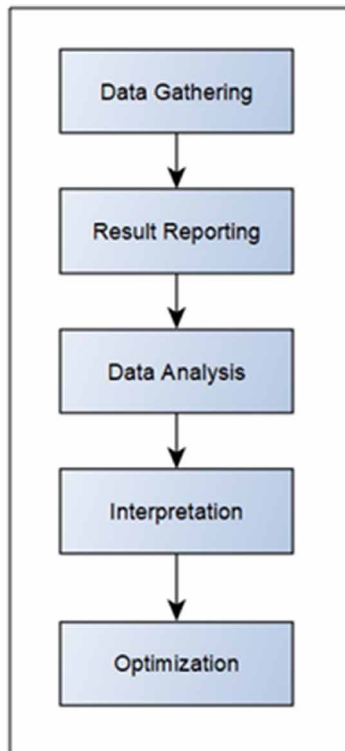 Data Gathering
Result Reporting
Data Analysis
Interpretation
Optimization